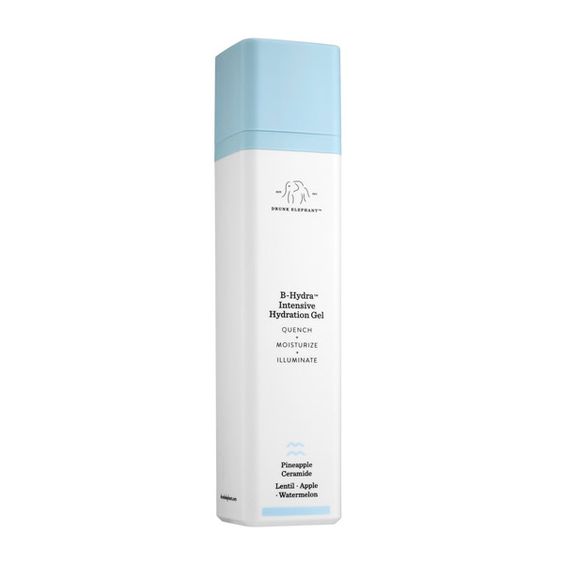 DRUNK ELEPHANT™
B-Hydra™
Intensive
Hydration Gel
QUENCH
+
MOISTURIZE
+
ILLUMINATE
Pineapple
Ceramide
Lentil · Apple
· Watermelon